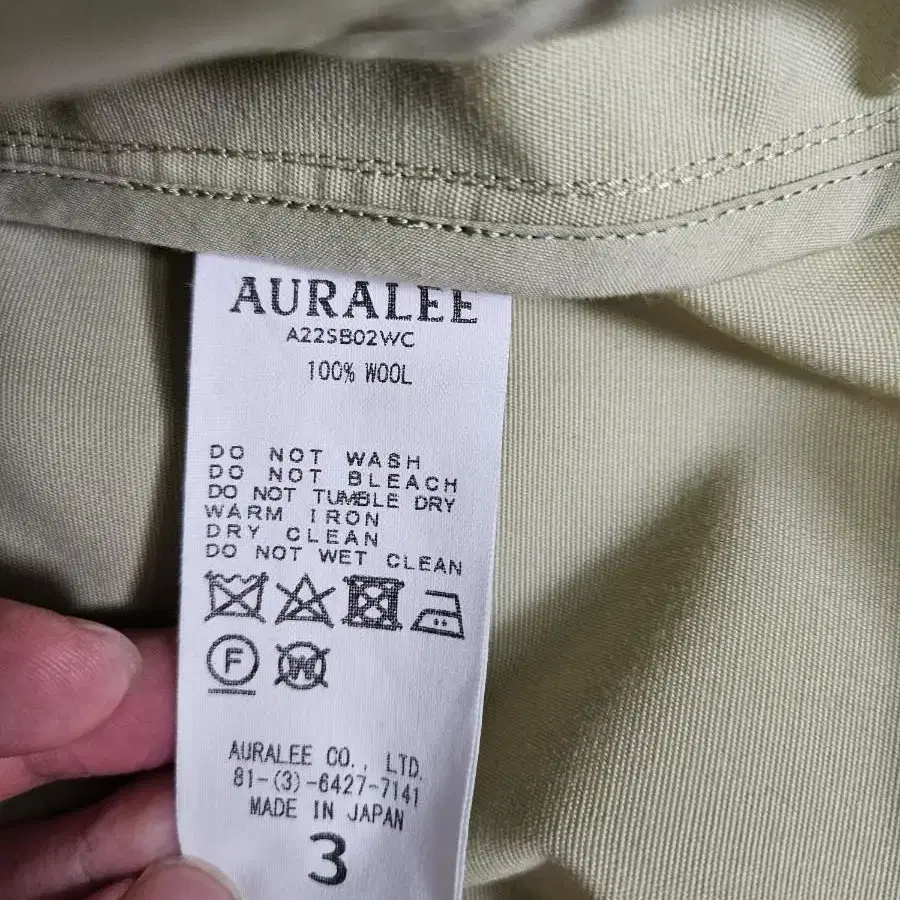 AURALEE
A22SB02WC
100% WOOL
DO NOT WASH
DO NOT BLEACH
DO NOT TUMBLE DRY
WARM IRON
DRY CLEAN
DO NOT WET CLEAN
F W
AURALEE CO., LTD.
81-(3)-6427-7141
MADE IN JAPAN
3